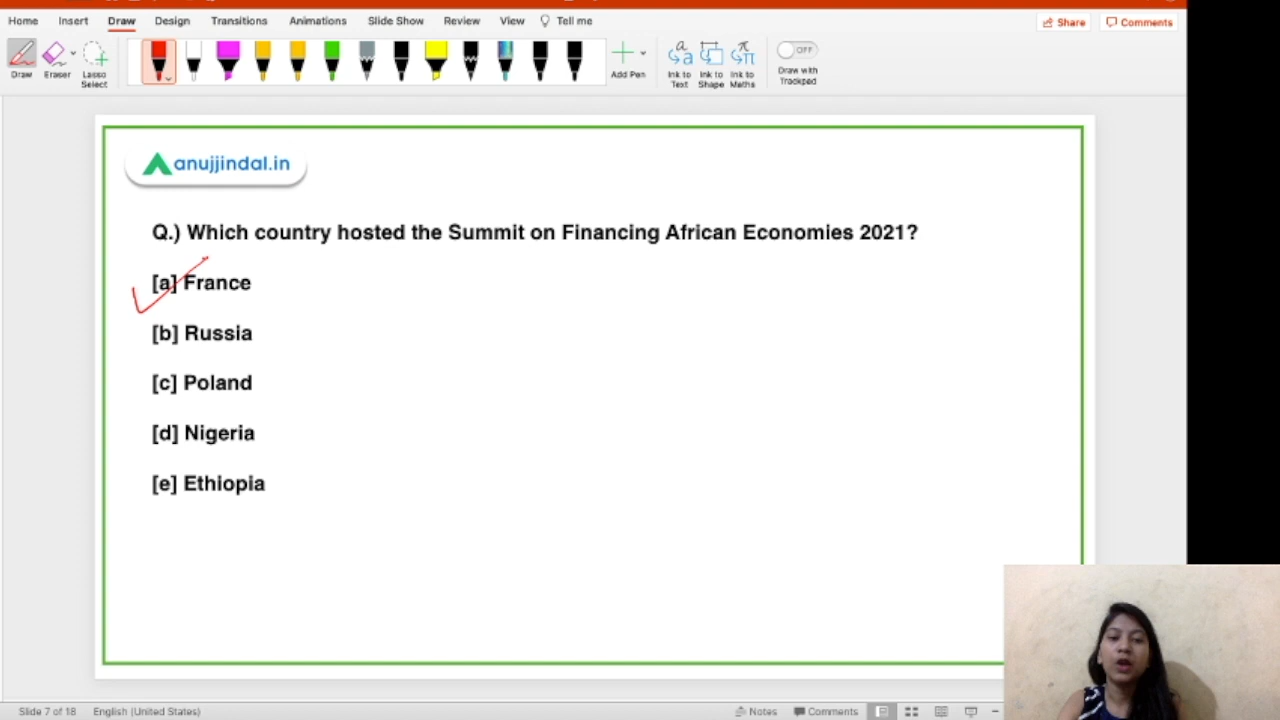 Home Insert Draw Design Transitions Animations Slide Show Review View Tell me Share Comments
Draw Eraser Lasso Select Add Pen Ink to Text Ink to Shape Ink to Maths OFF Draw with Trackpad
anujjindal.in
Q.) Which country hosted the Summit on Financing African Economies 2021?
[a] France
[b] Russia
[c] Poland
[d] Nigeria
[e] Ethiopia
Slide 7 of 18 English (United States) Notes Comments